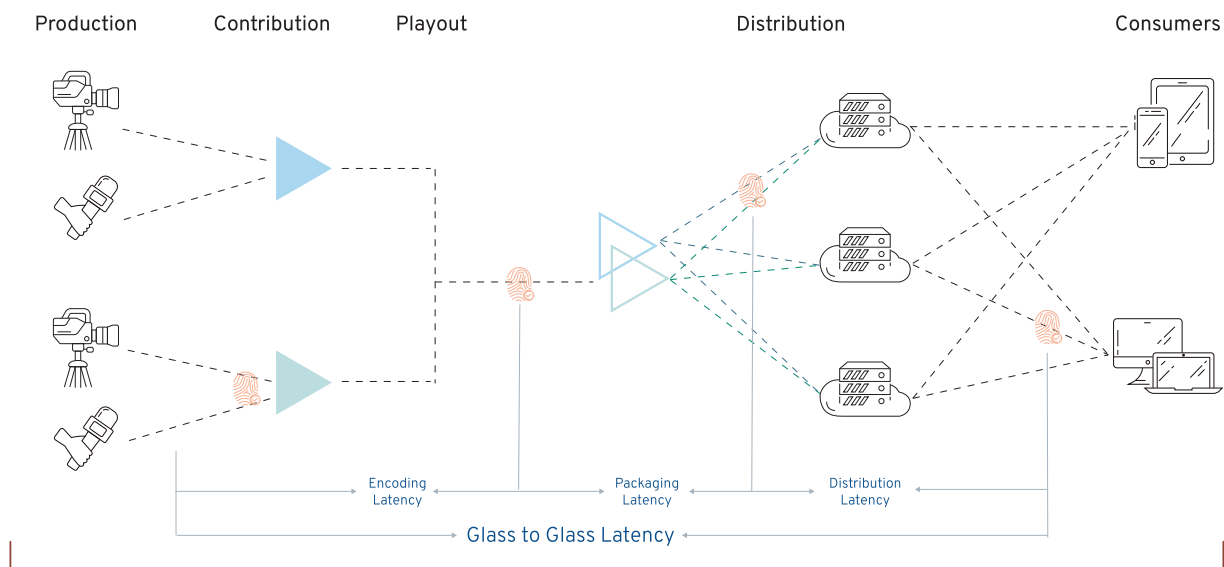 Production
Contribution
Playout
Distribution
Consumers
Encoding
Latency
Packaging
Latency
Distribution
Latency
Glass to Glass Latency